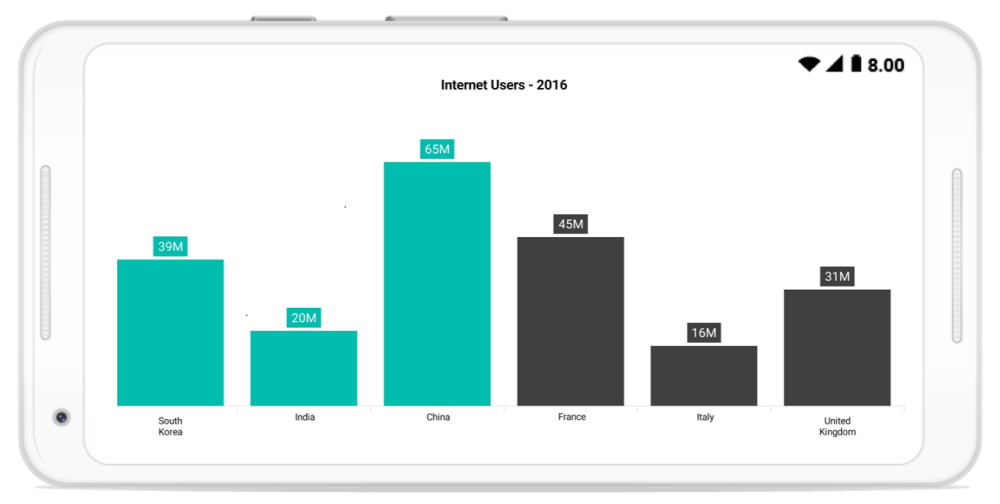 8.00
Internet Users - 2016
65M
45M
39M
31M
20M
16M
South
Korea
India
China
France
Italy
United
Kingdom